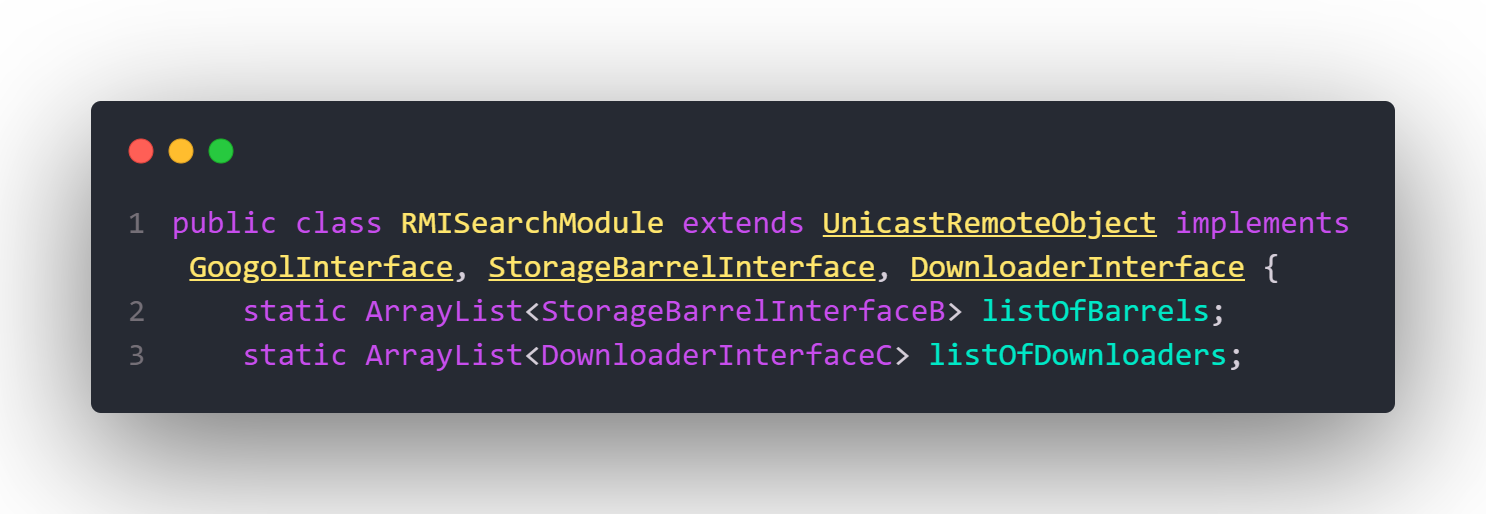 1 public class RMISearchModule extends UnicastRemoteObject implements
GoogolInterface, StorageBarrelInterface, DownloaderInterface {
2 static ArrayList<StorageBarrelInterfaceB> listOfBarrels;
3 static ArrayList<DownloaderInterfaceC> listOfDownloaders;